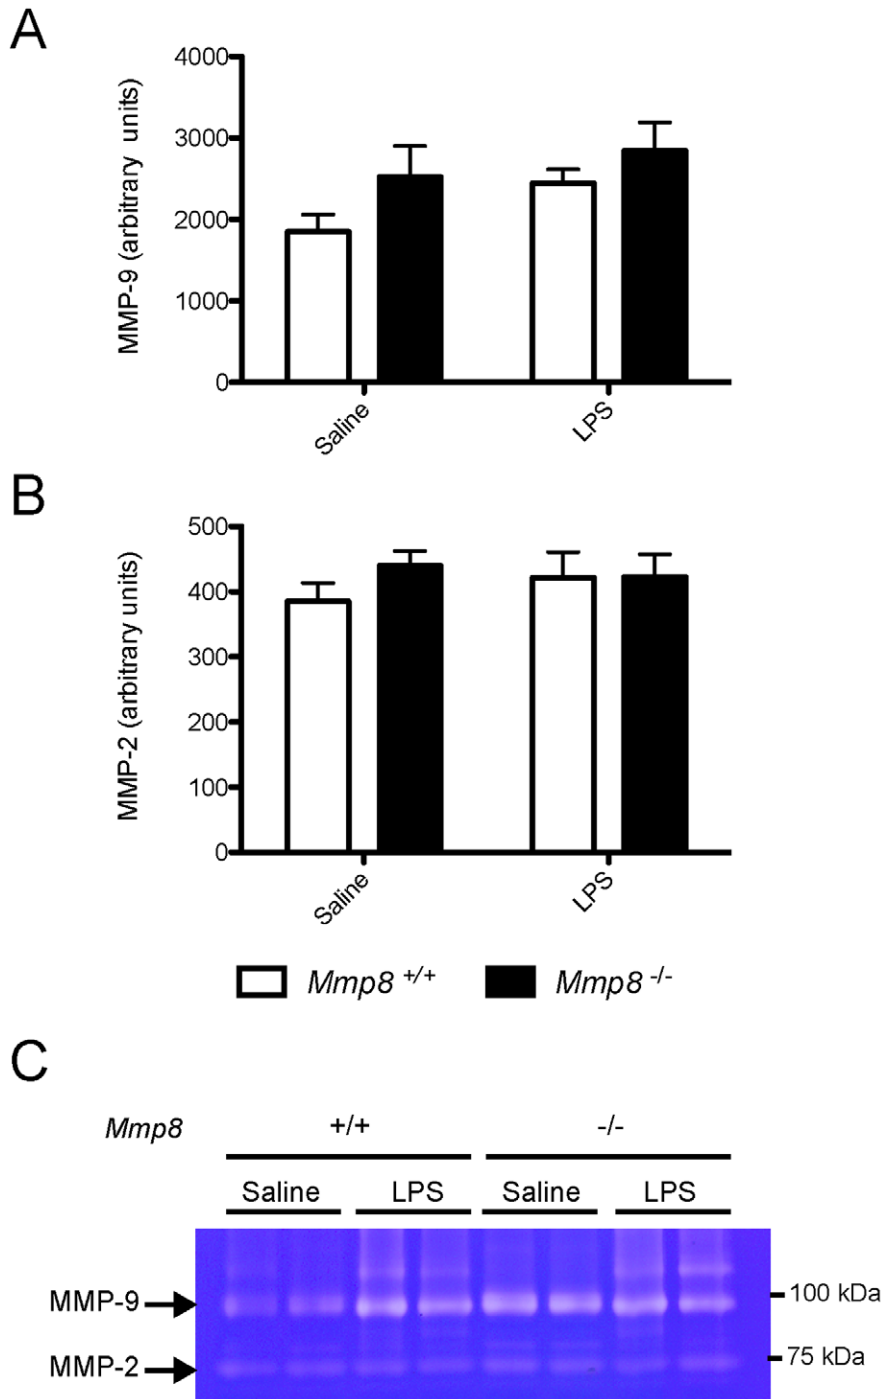 A
MMP-9 (arbitrary units)
4000
3000
2000
1000
0
Saline
LPS
B
MMP-2 (arbitrary units)
500
400
300
200
100
0
Saline
LPS
Mmp8 +/+
Mmp8 -/-
C
Mmp8 +/+ -/-
Saline LPS Saline LPS
MMP-9
100 kDa
MMP-2
75 kDa